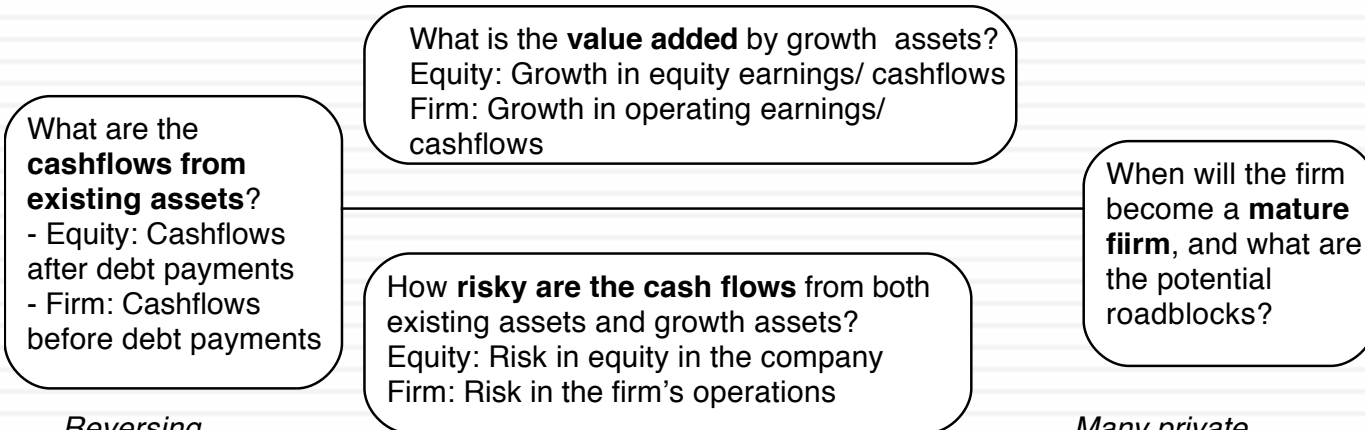 What is the value added by growth assets?
Equity: Growth in equity earnings/ cashflows
Firm: Growth in operating earnings/
cashflows
What are the
cashflows from
existing assets?
- Equity: Cashflows
after debt payments
- Firm: Cashflows
before debt payments
How risky are the cash flows from both
existing assets and growth assets?
Equity: Risk in equity in the company
Firm: Risk in the firm's operations
When will the firm
become a mature
fiirm, and what are
the potential
roadblocks?
Reversing
Many private